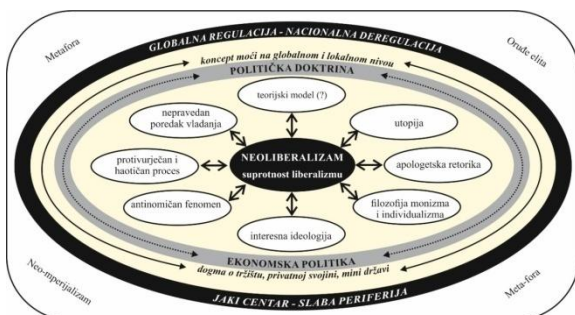 Metafora
GLOBALNA REGULACIJA - NACIONALNA DEREGULACIJA
Oruđe elita
koncept moći na globalnom i lokalnom nivou
POLITIČKA DOKTRINA
teorijski model (?)
nepravedan
poredak vladanja
utopija
protivurječan i
haotičan proces
NEOLIBERALIZAM
suprotnost liberalizmu
apologetska retorika
antinomičan fenomen
filozofija monizma
i individualizma
interesna ideologija
EKONOMSKA POLITIKA
dogma o tržištu, privatnoj svojini, mini državi
Neo-mperijalizam
JAKI CENTAR - SLABA PERIFERIJA
Meta-fora